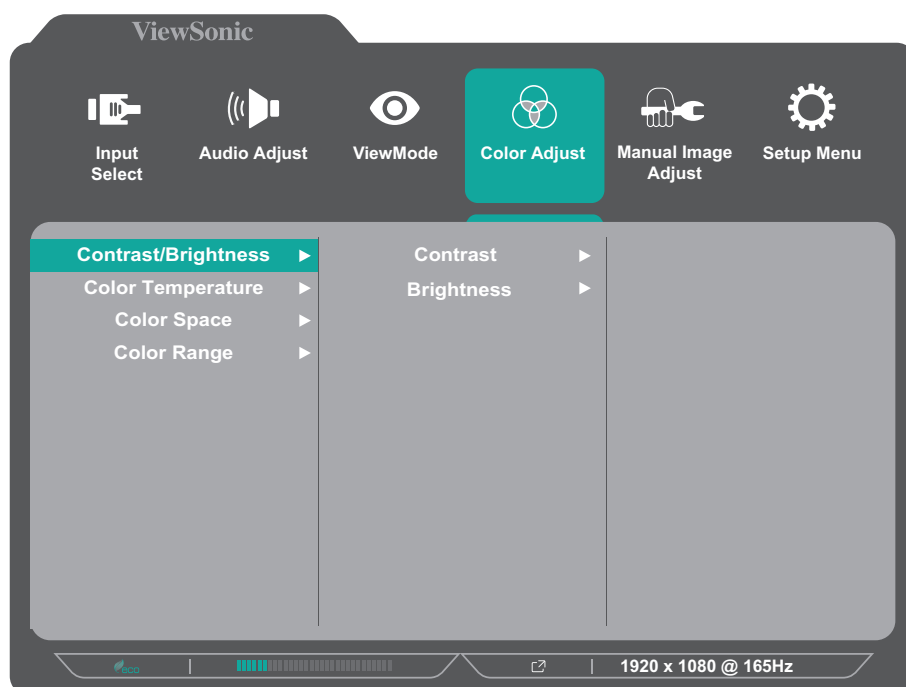 ViewSonic
Input
Select
Audio Adjust
ViewMode
Color Adjust
Manual Image
Adjust
Setup Menu
Contrast/Brightness
Color Temperature
Color Space
Color Range
Contrast
Brightness
eco
1920 x 1080 @ 165Hz